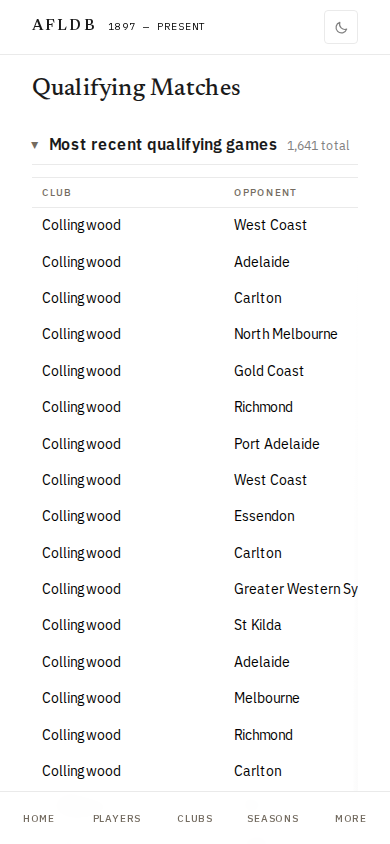 AFLDB 1897 — PRESENT
Qualifying Matches
▼ Most recent qualifying games 1,641 total
CLUB OPPONENT
Collingwood West Coast
Collingwood Adelaide
Collingwood Carlton
Collingwood North Melbourne
Collingwood Gold Coast
Collingwood Richmond
Collingwood Port Adelaide
Collingwood West Coast
Collingwood Essendon
Collingwood Carlton
Collingwood Greater Western Sy
Collingwood St Kilda
Collingwood Adelaide
Collingwood Melbourne
Collingwood Richmond
Collingwood Carlton
HOME PLAYERS CLUBS SEASONS MORE